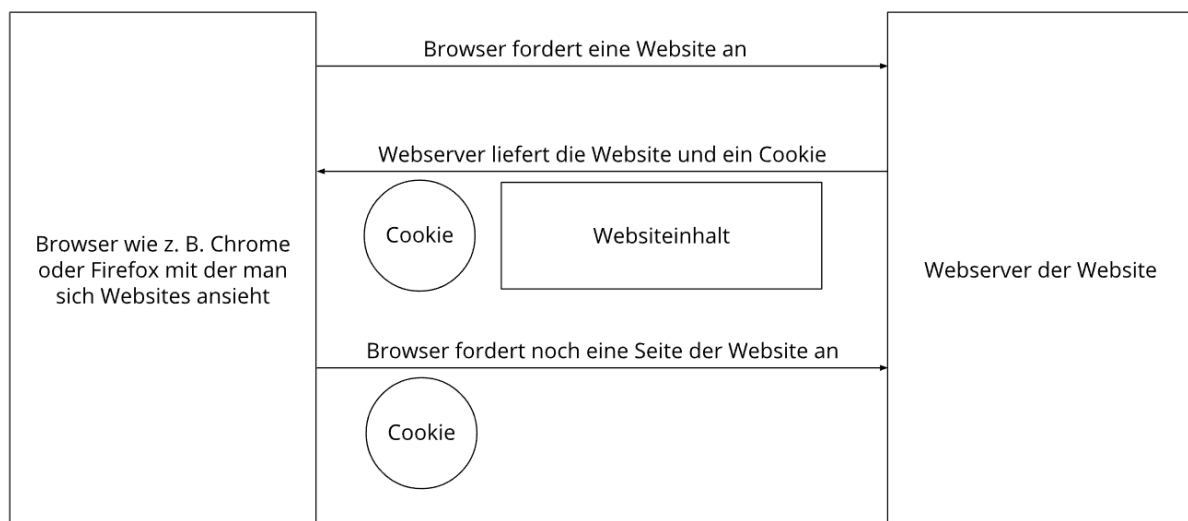 Browser fordert eine Website an
Webserver liefert die Website und ein Cookie
Cookie
Websiteinhalt
Browser wie z. B. Chrome
oder Firefox mit der man
sich Websites ansieht
Webserver der Website
Browser fordert noch eine Seite der Website an
Cookie